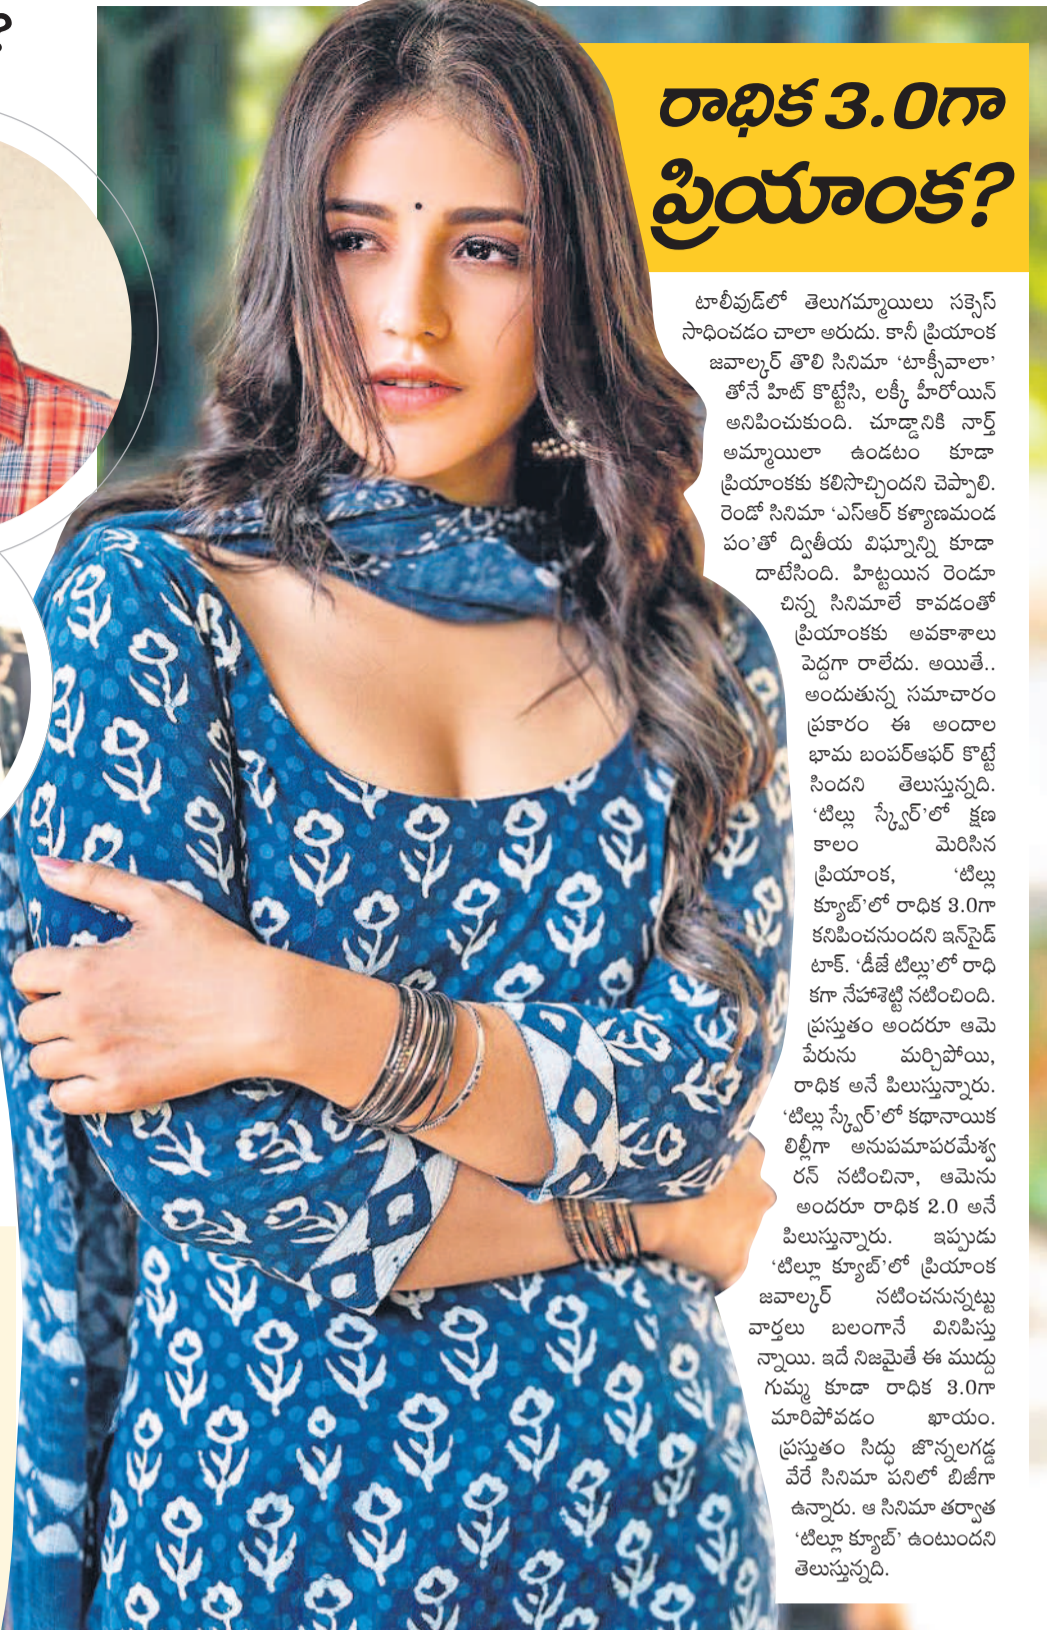 ?
రాధిక 3.0గా
ప్రియాంక?
టాలీవుడ్‌లో తెలుగమ్మాయిలు సక్సెస్
సాధించడం చాలా అరుదు. కానీ ప్రియాంక
జవాల్కర్ తొలి సినిమా ‘టాక్సీవాలా’
తోనే హిట్ కొట్టేసి, లక్కీ హీరోయిన్
అనిపించుకుంది. చూడ్డానికి నార్త్
అమ్మాయిలా ఉండటం కూడా
ప్రియాంకకు కలిసొచ్చిందని చెప్పాలి.
రెండో సినిమా ‘ఎస్ఆర్ కళ్యాణమండ
పం’తో ద్వితీయ విఘ్నాన్ని కూడా
దాటేసింది. హిట్టయిన రెండూ
చిన్న సినిమాలే కావడంతో
ప్రియాంకకు అవకాశాలు
పెద్దగా రాలేదు. అయితే..
అందుతున్న సమాచారం
ప్రకారం ఈ అందాల
భామ బంపర్ఆఫర్ కొట్టే
సిందని తెలుస్తున్నది.
‘టిల్లు స్క్వేర్’లో క్షణ
కాలం మెరిసిన
ప్రియాంక, ‘టిల్లు
క్యూబ్’లో రాధిక 3.0గా
కనిపించనుందని ఇన్‌సైడ్
టాక్. ‘డీజే టిల్లు’లో రాధి
కగా నేహాశెట్టి నటించింది.
ప్రస్తుతం అందరూ ఆమె
పేరును మర్చిపోయి,
రాధిక అనే పిలుస్తున్నారు.
‘టిల్లు స్క్వేర్’లో కథానాయిక
లిల్లీగా అనుపమాపరమేశ్వ
రన్ నటించినా, ఆమెను
అందరూ రాధిక 2.0 అనే
పిలుస్తున్నారు. ఇప్పుడు
‘టిల్లూ క్యూబ్’లో ప్రియాంక
జవాల్కర్ నటించనున్నట్టు
వార్తలు బలంగానే వినిపిస్తు
న్నాయి. ఇదే నిజమైతే ఈ ముద్దు
గుమ్మ కూడా రాధిక 3.0గా
మారిపోవడం ఖాయం.
ప్రస్తుతం సిద్ధు జొన్నలగడ్డ
వేరే సినిమా పనిలో బిజీగా
ఉన్నారు. ఆ సినిమా తర్వాత
‘టిల్లూ క్యూబ్’ ఉంటుందని
తెలుస్తున్నది.